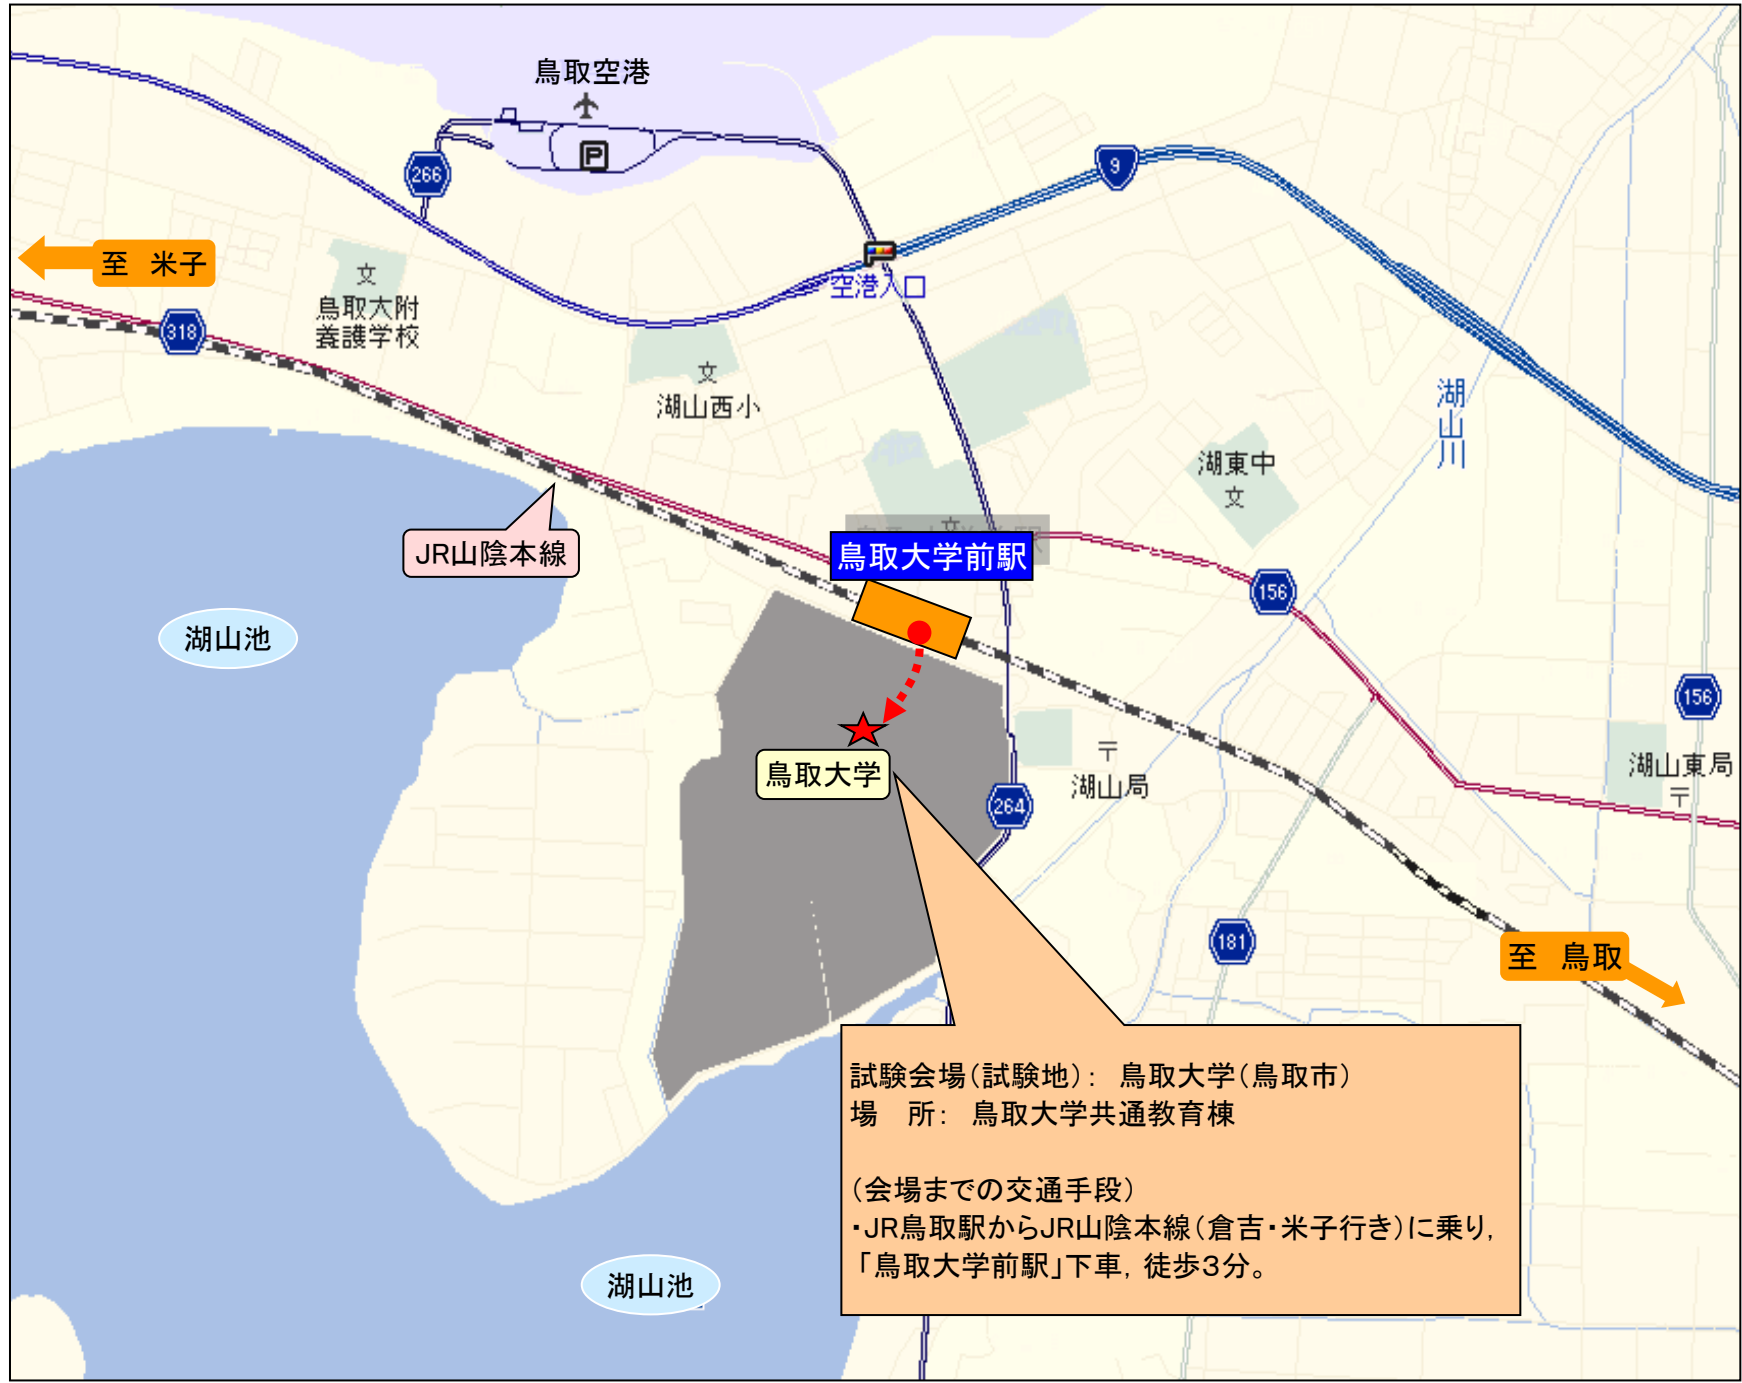 鳥取空港
P
266
9
至　米子
文
鳥取大附
養護学校
空港入口
318
文
湖山西小
湖山川
湖東中
文
文
JR山陰本線
鳥取大学前駅
156
湖山池
156
鳥取大学
〒
湖山局
湖山東局
〒
264
181
至　鳥取
試験会場（試験地）：　鳥取大学（鳥取市）
場　所：　鳥取大学共通教育棟
（会場までの交通手段）
・JR鳥取駅からJR山陰本線（倉吉・米子行き）に乗り，
「鳥取大学前駅」下車，徒歩３分。
湖山池